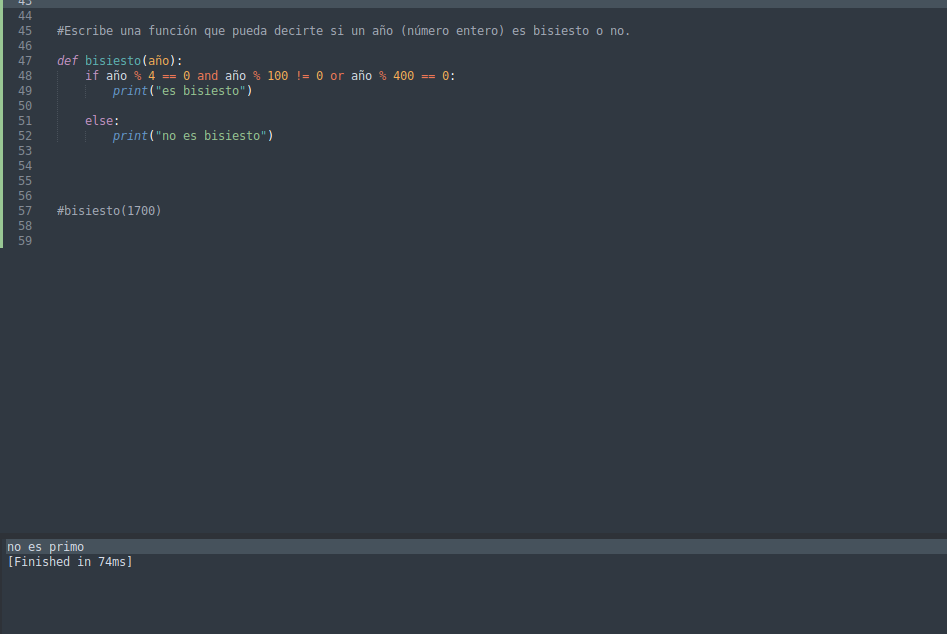 43
44
45 #Escribe una función que pueda decirte si un año (número entero) es bisiesto o no.
46
47 def bisiesto(año):
48 if año % 4 == 0 and año % 100 != 0 or año % 400 == 0:
49 print("es bisiesto")
50
51 else:
52 print("no es bisiesto")
53
54
55
56
57 #bisiesto(1700)
58
59
no es primo
[Finished in 74ms]